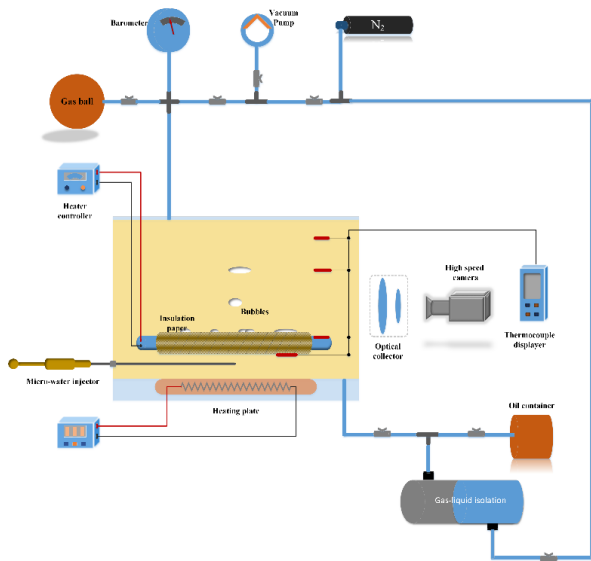 Barometer
Vacuum
Pump
N2
Gas ball
Heater
controller
Bubbles
Insulation
paper
High speed
camera
Optical
collector
Thermocouple
displayer
Micro-water injector
Heating plate
Oil container
Gas-liquid isolation